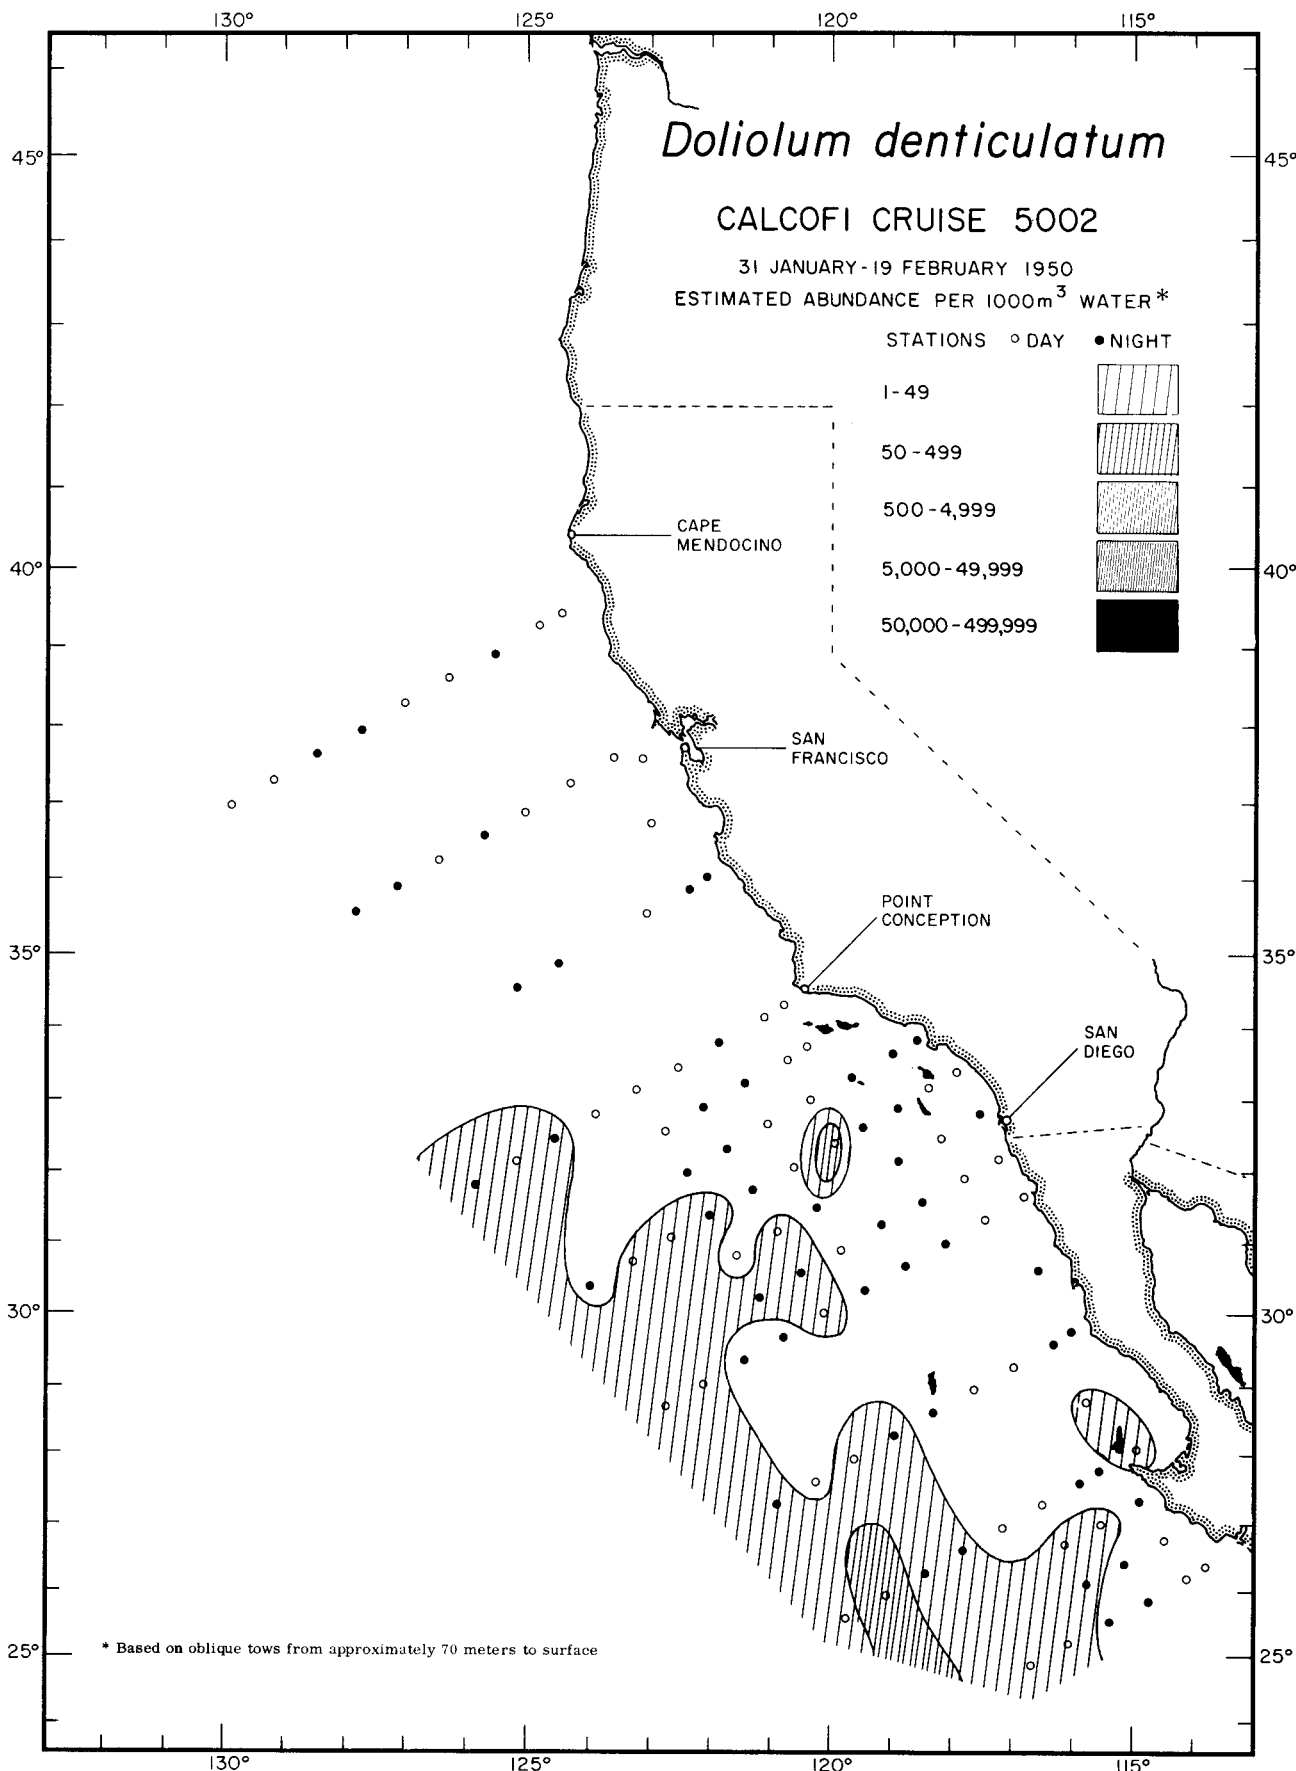 130° 125° 120° 115°
Doliolum denticulatum
45° 45°
CALCOFI CRUISE 5002
31 JANUARY-19 FEBRUARY 1950
ESTIMATED ABUNDANCE PER 1000m³ WATER*
STATIONS DAY NIGHT
1-49
50-499
500-4,999
CAPE
MENDOCINO
5,000-49,999
40° 40°
50,000-499,999
SAN
FRANCISCO
POINT
CONCEPTION
35° 35°
SAN
DIEGO
30° 30°
* Based on oblique tows from approximately 70 meters to surface
25° 25°
130° 125° 120° 115°